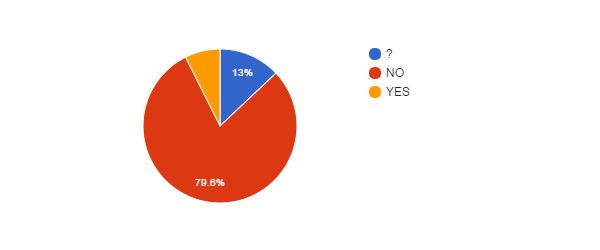 13%
79.6%
?
NO
YES